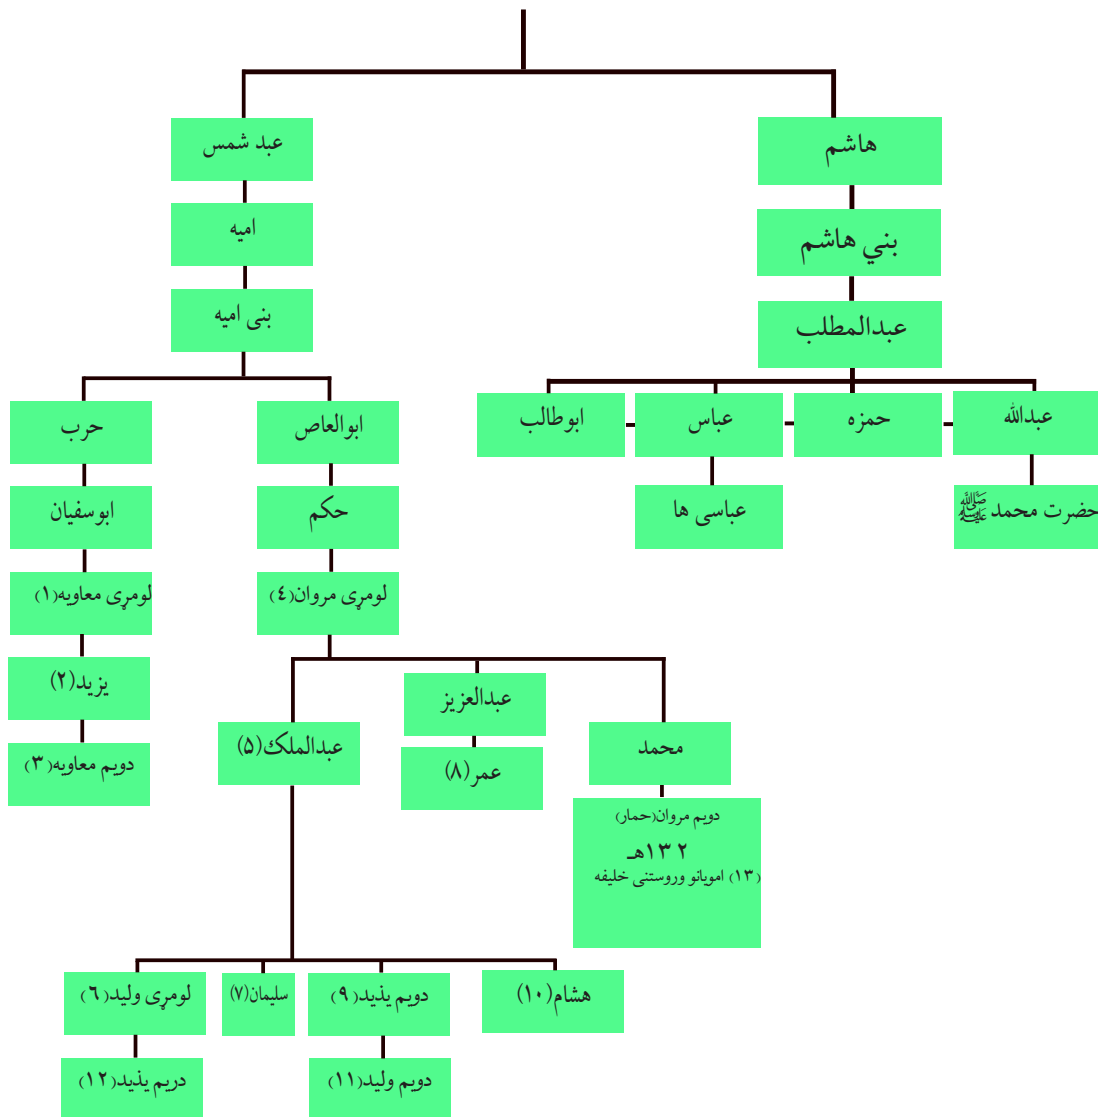 هاشم
عبد شمس
بني هاشم
امیه
عبدالمطلب
بنی امیه
عبدالله
حمزه
عباس
ابوطالب
ابوالعاص
حرب
حضرت محمد ﷺ
عباسی ها
حکم
ابوسفیان
لومړی مروان(٤)
لومړی معاویه(۱)
یزید(۲)
دویم معاویه(۳)
محمد
عبدالعزیز
عبدالملک(۵)
عمر(۸)
دویم مروان(حمار)
۱۳۲هـ
(۱۳) امویانو وروستنی خلیفه
هشام(۱۰)
دویم یذید(۹)
سلیمان(۷)
لومړی ولید(٦)
دویم ولید(۱۱)
دریم یذید(۱۲)